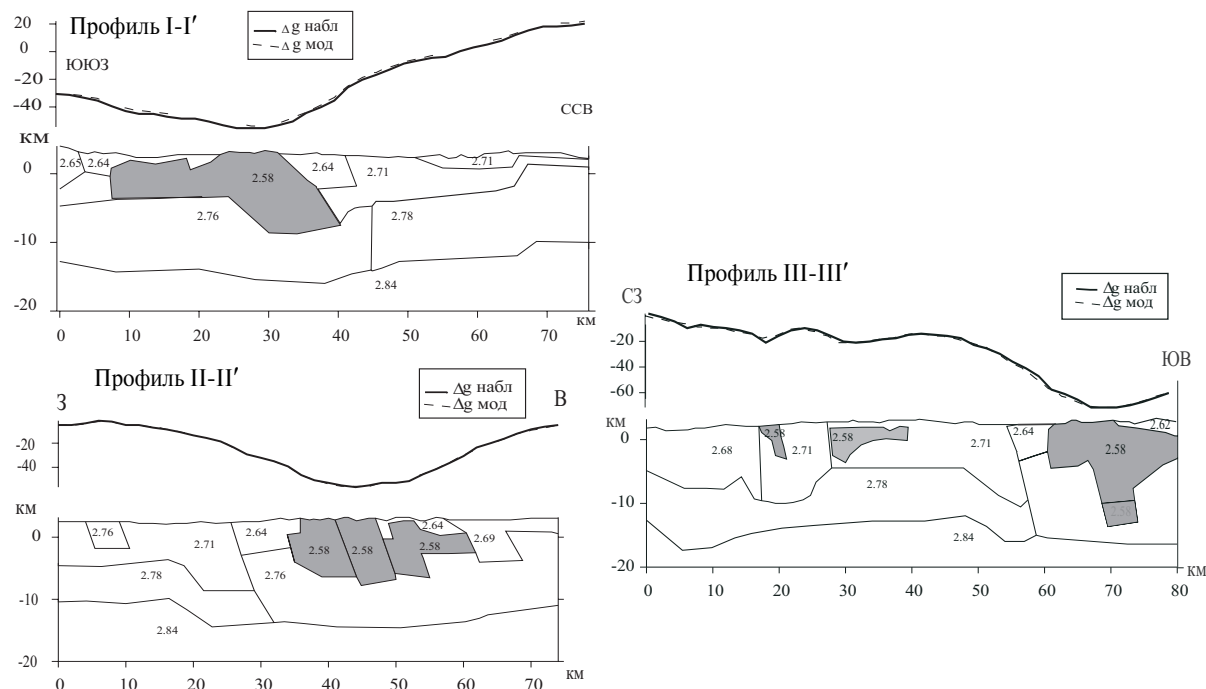 Профиль I-I′
Δg набл
Δg мод
ЮЮЗ
ССВ
20
0
-20
-40
км
0
-10
-20
2.65
2.64
2.58
2.64
2.71
2.71
2.76
2.78
2.84
0 10 20 30 40 50 60 70 км
Профиль II-II′
Δg набл
Δg мод
З
В
-20
-40
км
0
-10
-20
2.76
2.71
2.64
2.58
2.58
2.64
2.58
2.69
2.78
2.76
2.84
0 10 20 30 40 50 60 70 км
Профиль III-III′
Δg набл
Δg мод
СЗ
ЮВ
0
-20
-40
-60
км
0
-10
-20
2.68
2.58
2.71
2.58
2.71
2.64
2.62
2.58
2.78
2.58
2.84
0 10 20 30 40 50 60 70 80 км